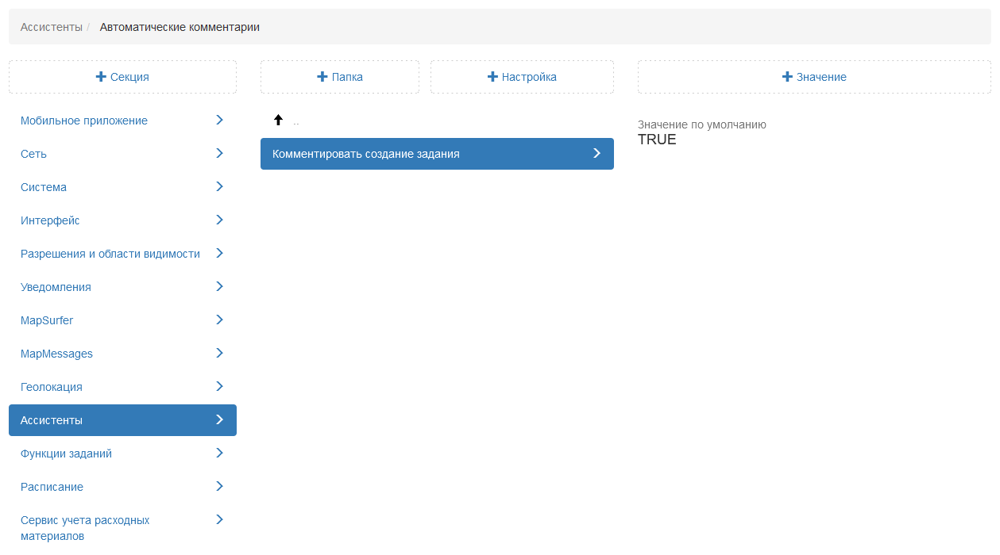 Ассистенты / Автоматические комментарии
Секция
Папка
Настройка
Значение
Мобильное приложение
Сеть
Система
Интерфейс
Разрешения и области видимости
Уведомления
MapSurfer
MapMessages
Геолокация
Ассистенты
Функции заданий
Расписание
Сервис учета расходных
материалов
..
Комментировать создание задания
Значение по умолчанию
TRUE